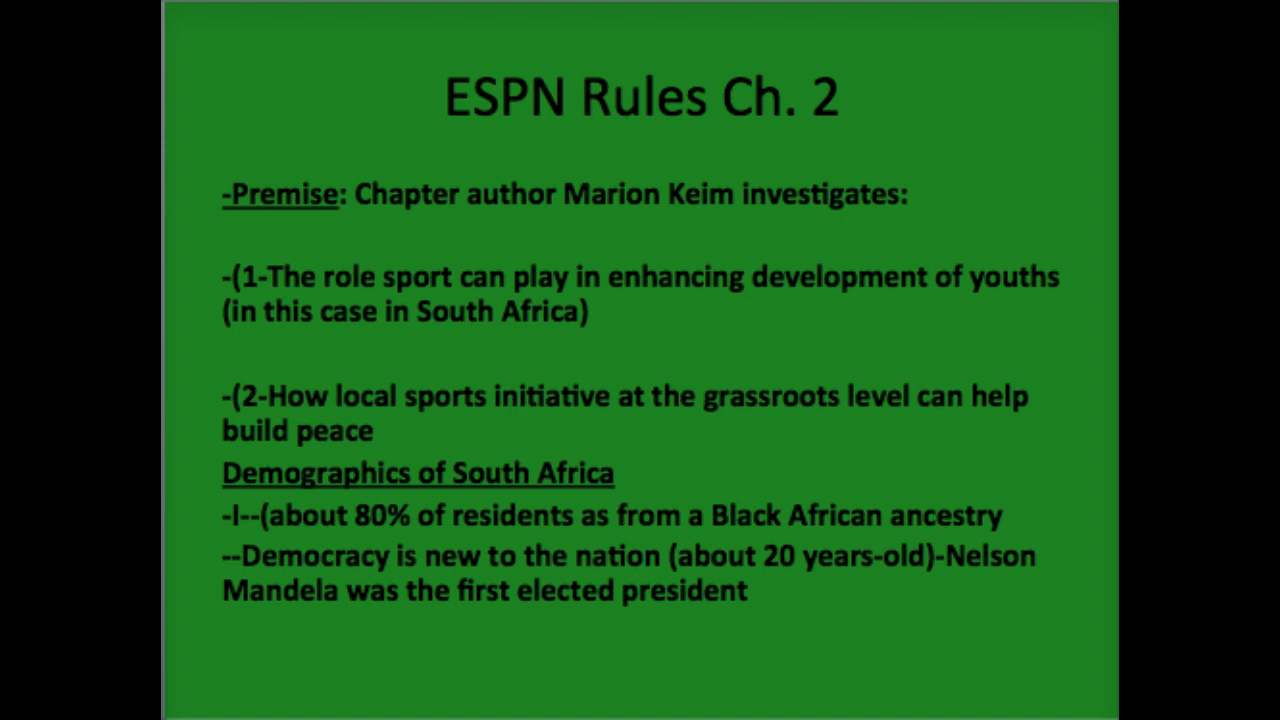 ESPN Rules Ch. 2
-Premise: Chapter author Marion Keim investigates:
-(1-The role sport can play in enhancing development of youths
(in this case in South Africa)
-(2-How local sports initiative at the grassroots level can help
build peace
Demographics of South Africa
-I--(about 80% of residents as from a Black African ancestry
--Democracy is new to the nation (about 20 years-old)-Nelson
Mandela was the first elected president